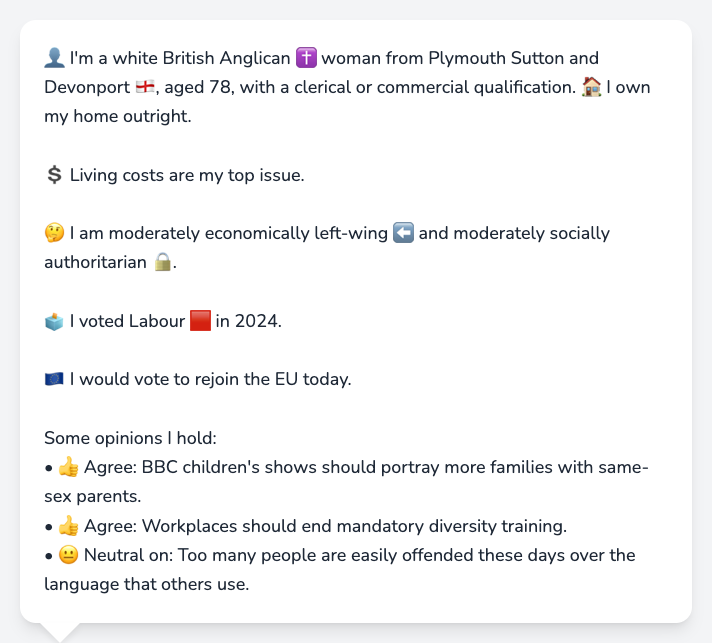 👤 I'm a white British Anglican ✝️ woman from Plymouth Sutton and
Devonport 🏴󠁧󠁢󠁥󠁮󠁧󠁿, aged 78, with a clerical or commercial qualification. 🏠 I own
my home outright.
💲 Living costs are my top issue.
🤔 I am moderately economically left-wing ⬅️ and moderately socially
authoritarian 🔒.
🗳️ I voted Labour 🟥 in 2024.
🇪🇺 I would vote to rejoin the EU today.
Some opinions I hold:
• 👍 Agree: BBC children's shows should portray more families with same-
sex parents.
• 👍 Agree: Workplaces should end mandatory diversity training.
• 😐 Neutral on: Too many people are easily offended these days over the
language that others use.